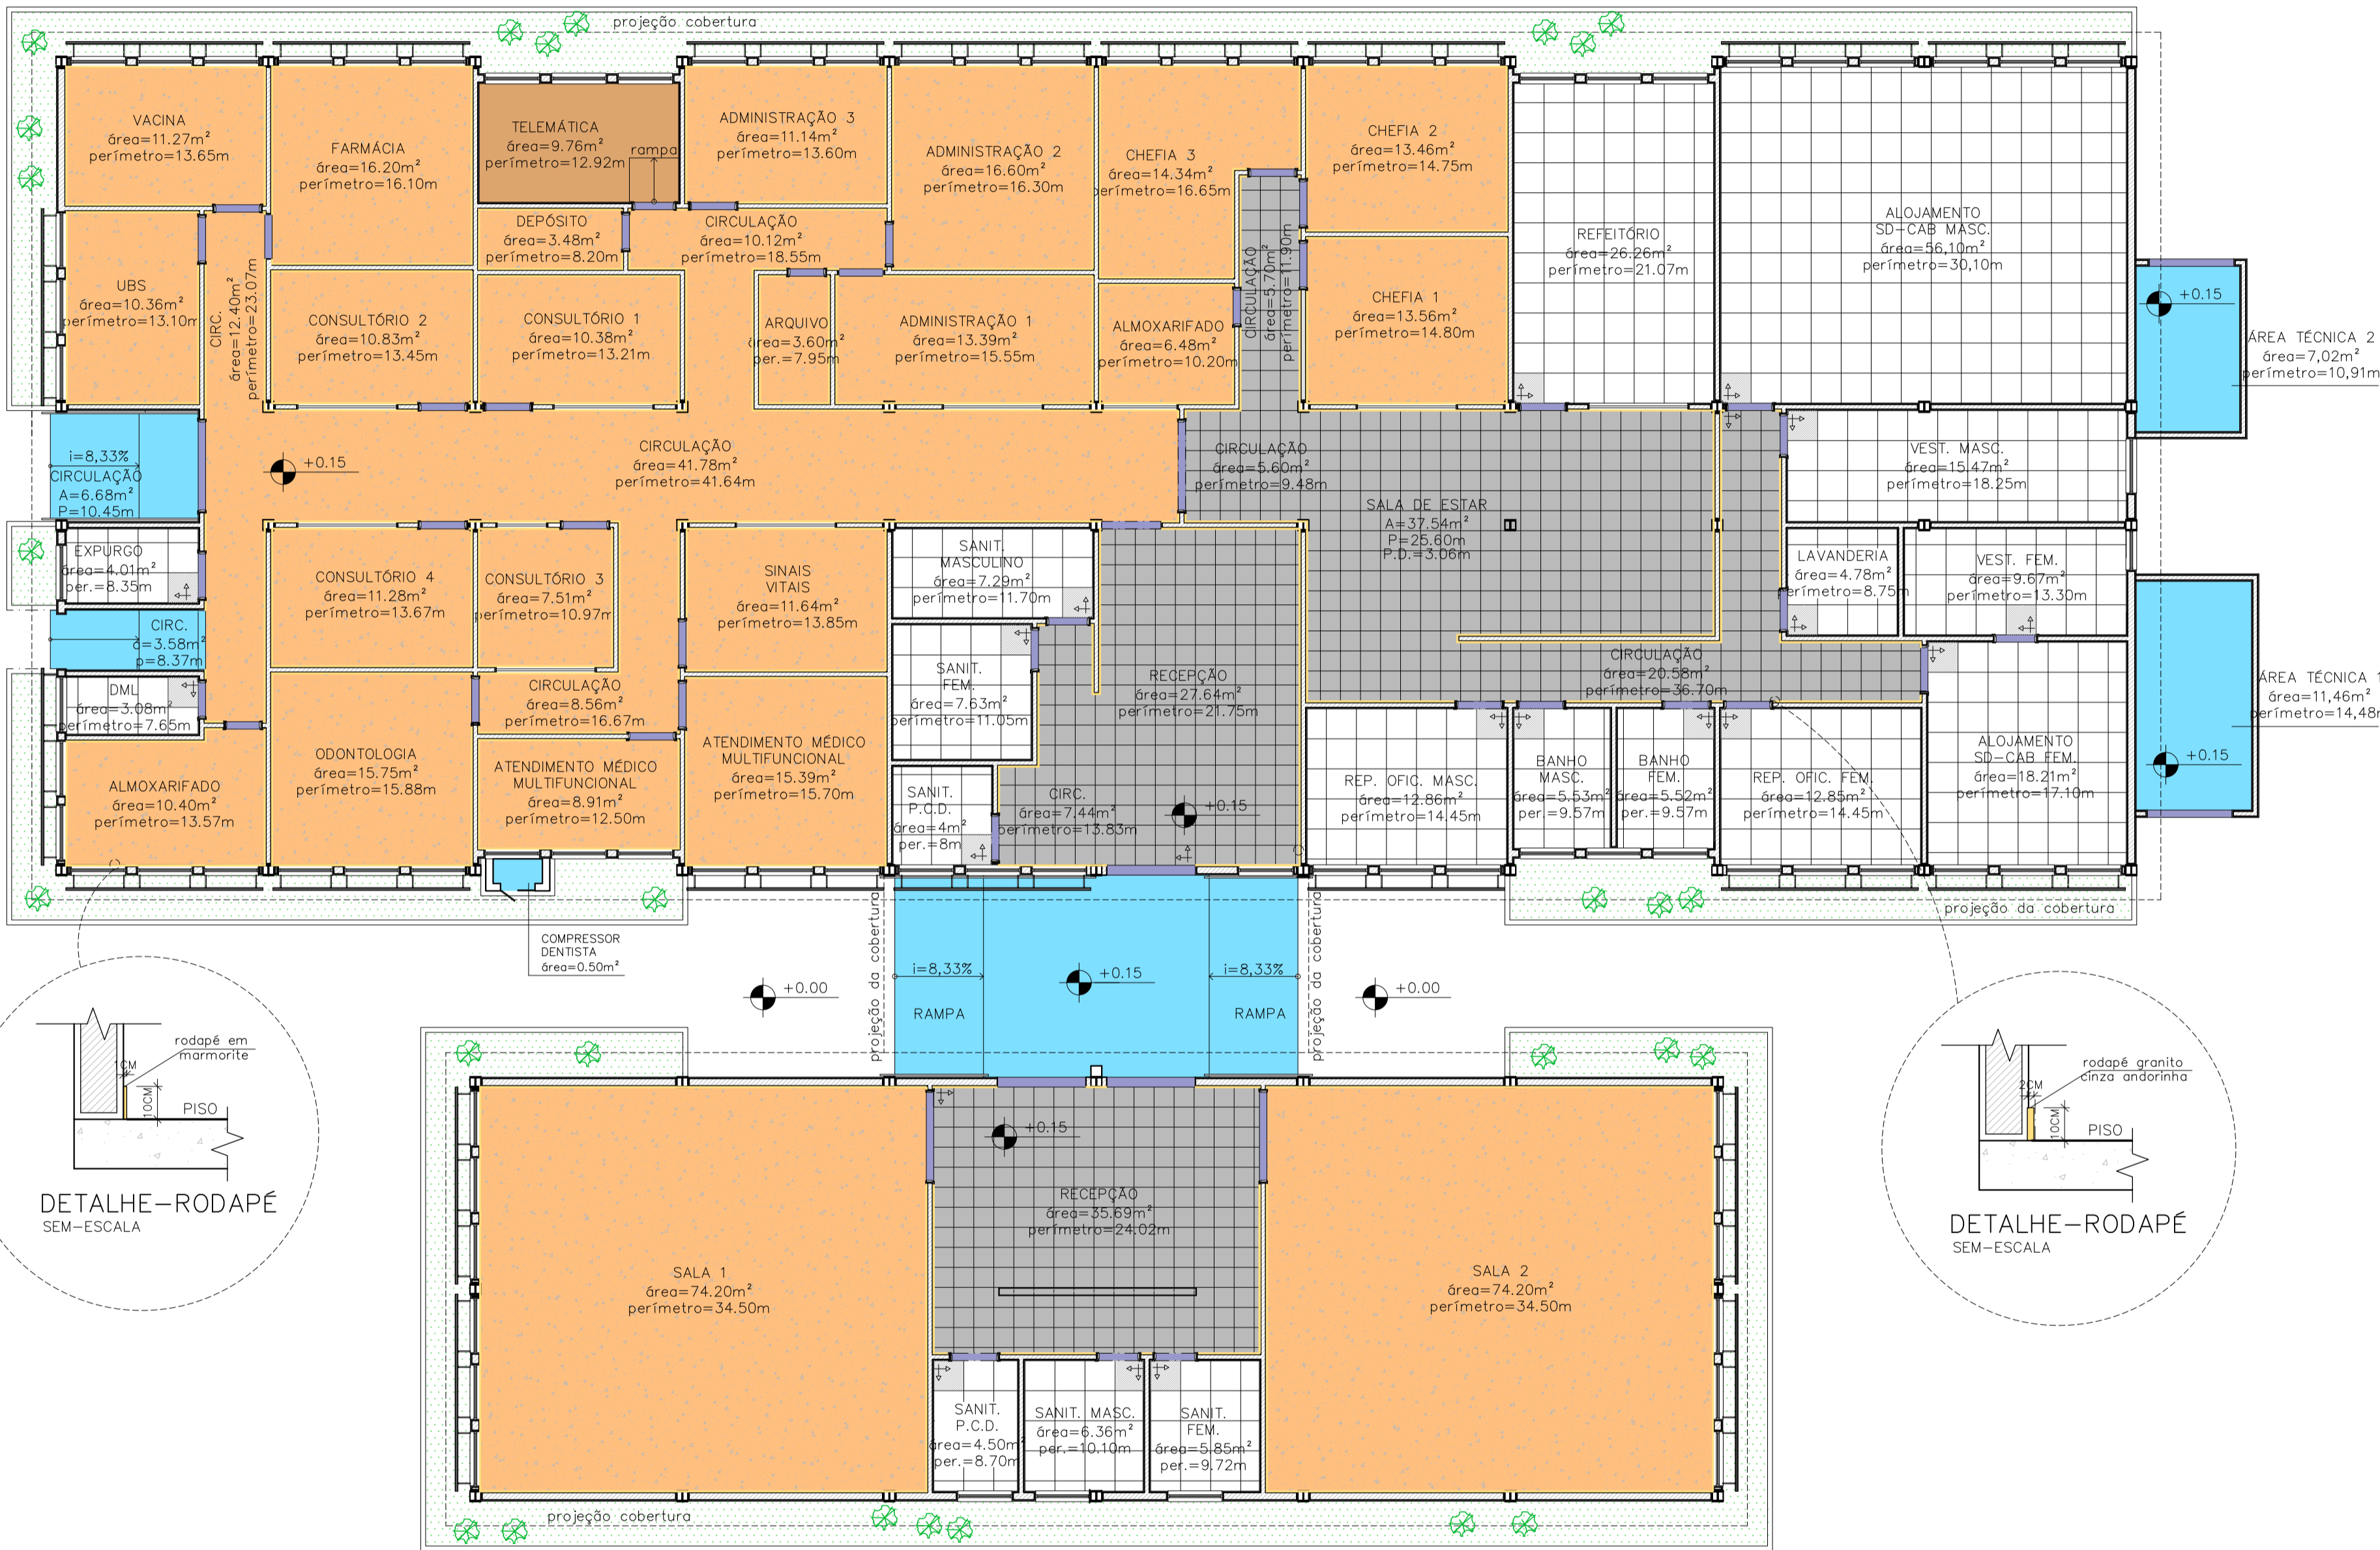 projeção cobertura
VACINA
área=11.27m²
perímetro=13.65m
FARMÁCIA
área=16.20m²
perímetro=16.10m
TELEMÁTICA
área=9.76m²
perímetro=12.92m
rampa
ADMINISTRAÇÃO 3
área=11.14m²
perímetro=13.60m
ADMINISTRAÇÃO 2
área=16.60m²
perímetro=16.30m
CHEFIA 3
área=14.34m²
perímetro=16.65m
CHEFIA 2
área=13.46m²
perímetro=14.75m
REFEITÓRIO
área=26.26m²
perímetro=21.07m
ALOJAMENTO
SD-CAB MASC.
área=56,10m²
perímetro=30,10m
UBS
área=10.36m²
perímetro=13.10m
CIRC.
área=12.40m²
perímetro=23.07m
DEPÓSITO
área=3.48m²
perímetro=8.20m
CIRCULAÇÃO
área=10.12m²
perímetro=18.55m
CIRCULAÇÃO
área=5.70m²
perímetro=11.90m
CONSULTÓRIO 2
área=10.83m²
perímetro=13.45m
CONSULTÓRIO 1
área=10.38m²
perímetro=13.21m
ARQUIVO
área=3.60m²
per.=7.95m
ADMINISTRAÇÃO 1
área=13.39m²
perímetro=15.55m
ALMOXARIFADO
área=6.48m²
perímetro=10.20m
CHEFIA 1
área=13.56m²
perímetro=14.80m
+0.15
ÁREA TÉCNICA 2
área=7,02m²
perímetro=10,91m
i=8,33%
CIRCULAÇÃO
A=6.68m²
P=10.45m
+0.15
CIRCULAÇÃO
área=41.78m²
perímetro=41.64m
CIRCULAÇÃO
área=5.60m²
perímetro=9.48m
SALA DE ESTAR
A=37.54m²
P=25.60m
P.D.=3.06m
VEST. MASC.
área=15.47m²
perímetro=18.25m
EXPURGO
área=4.01m²
per.=8.35m
CONSULTÓRIO 4
área=11.28m²
perímetro=13.67m
CONSULTÓRIO 3
área=7.51m²
perímetro=10.97m
SINAIS
VITAIS
área=11.64m²
perímetro=13.85m
SANIT.
MASCULINO
área=7.29m²
perímetro=11.70m
LAVANDERIA
área=4.78m²
perímetro=8.75m
VEST. FEM.
área=9.67m²
perímetro=13.30m
CIRC.
a=3.58m²
p=8.37m
SANIT.
FEM.
área=7.63m²
perímetro=11.05m
RECEPÇÃO
área=27.64m²
perímetro=21.75m
CIRCULAÇÃO
área=20.58m²
perímetro=36.70m
DML
área=3.08m²
perímetro=7.65m
CIRCULAÇÃO
área=8.56m²
perímetro=16.67m
ÁREA TÉCNICA 1
área=11,46m²
perímetro=14,48m
+0.15
ALMOXARIFADO
área=10.40m²
perímetro=13.57m
ODONTOLOGIA
área=15.75m²
perímetro=15.88m
ATENDIMENTO MÉDICO
MULTIFUNCIONAL
área=8.91m²
perímetro=12.50m
ATENDIMENTO MÉDICO
MULTIFUNCIONAL
área=15.39m²
perímetro=15.70m
SANIT.
P.C.D.
área=4m²
per.=8m
CIRC.
área=7.44m²
perímetro=13.83m
+0.15
REP. OFIC. MASC.
área=12.86m²
perímetro=14.45m
BANHO
MASC.
área=5.53m²
per.=9.57m
BANHO
FEM.
área=5.52m²
per.=9.57m
REP. OFIC. FEM.
área=12.85m²
perímetro=14.45m
ALOJAMENTO
SD-CAB FEM.
área=18.21m²
perímetro=17.10m
projeção da cobertura
COMPRESSOR
DENTISTA
área=0.50m²
projeção da cobertura
projeção da cobertura
i=8,33%
+0.15
i=8,33%
RAMPA
RAMPA
+0.00
+0.00
rodapé em
marmorite
1CM
10CM
PISO
DETALHE-RODAPÉ
SEM-ESCALA
rodapé granito
cinza andorinha
2CM
10CM
PISO
DETALHE-RODAPÉ
SEM-ESCALA
+0.15
RECEPÇÃO
área=35.69m²
perímetro=24.02m
SALA 1
área=74.20m²
perímetro=34.50m
SALA 2
área=74.20m²
perímetro=34.50m
SANIT.
P.C.D.
área=4.50m²
per.=8.70m
SANIT. MASC.
área=6.36m²
per.=10.10m
SANIT.
FEM.
área=5.85m²
per.=9.72m
projeção cobertura